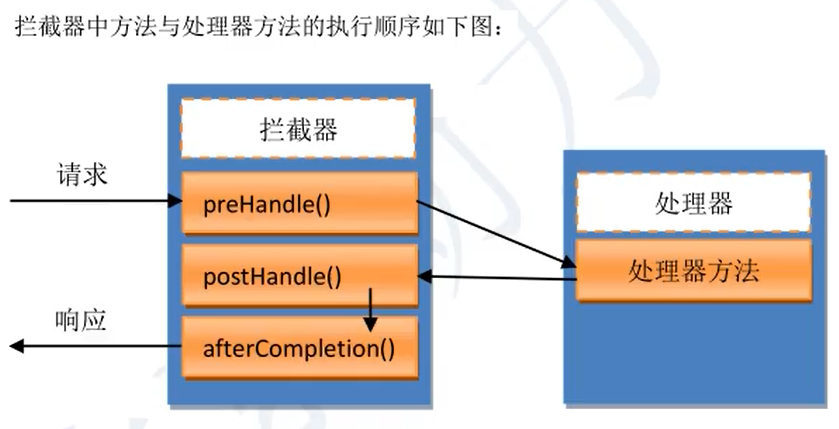 拦截器中方法与处理器方法的执行顺序如下图：
拦截器
请求
preHandle()
处理器
postHandle()
处理器方法
响应
afterCompletion()